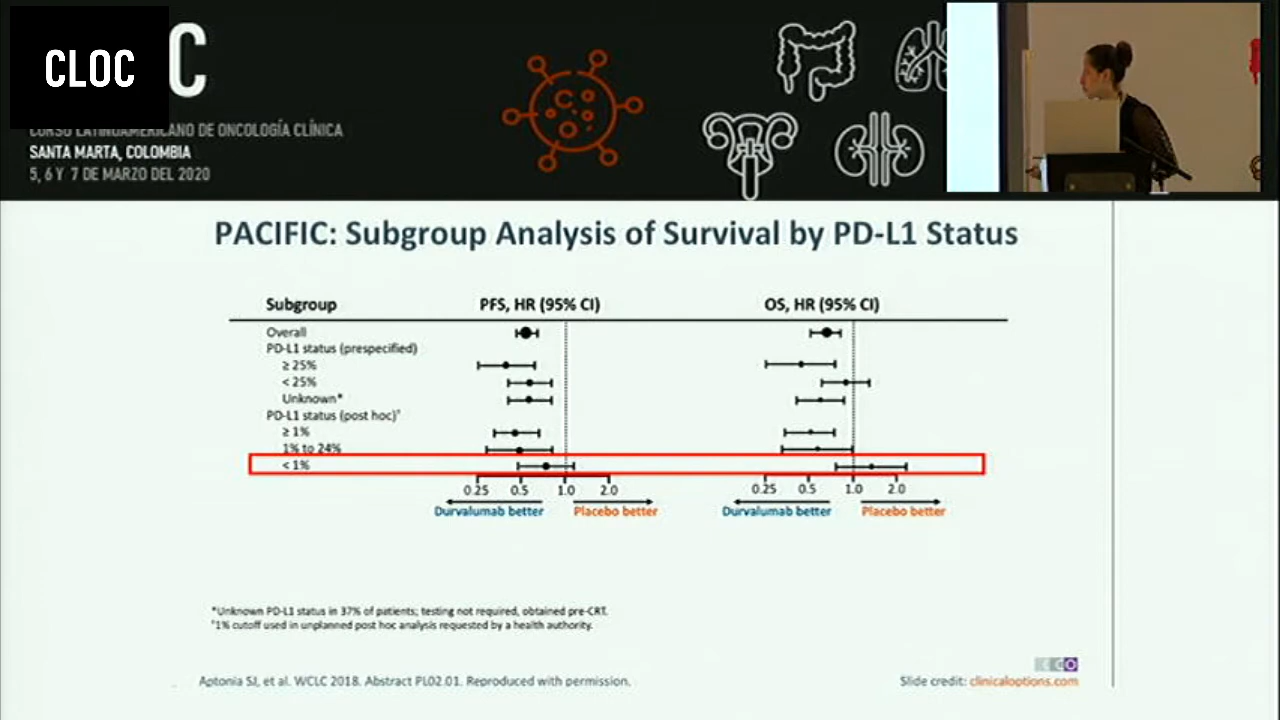 CLOC
C
CURSO LATINOAMERICANO DE ONCOLOGÍA CLÍNICA
SANTA MARTA, COLOMBIA
5, 6 Y 7 DE MARZO DEL 2020
PACIFIC: Subgroup Analysis of Survival by PD-L1 Status
Subgroup PFS, HR (95% CI) OS, HR (95% CI)
Overall
PD-L1 status (prespecified)
≥ 25%
< 25%
Unknown*
PD-L1 status (post hoc)†
≥ 1%
1% to 24%
< 1%
0.25 0.5 1.0 2.0 0.25 0.5 1.0 2.0
Durvalumab better Placebo better Durvalumab better Placebo better
*Unknown PD-L1 status in 37% of patients; testing not required, obtained pre-CRT.
†1% cutoff used in unplanned post hoc analysis requested by a health authority.
CO
Antonia SJ, et al. WCLC 2018. Abstract PL02.01. Reproduced with permission.
Slide credit: clinicaloptions.com